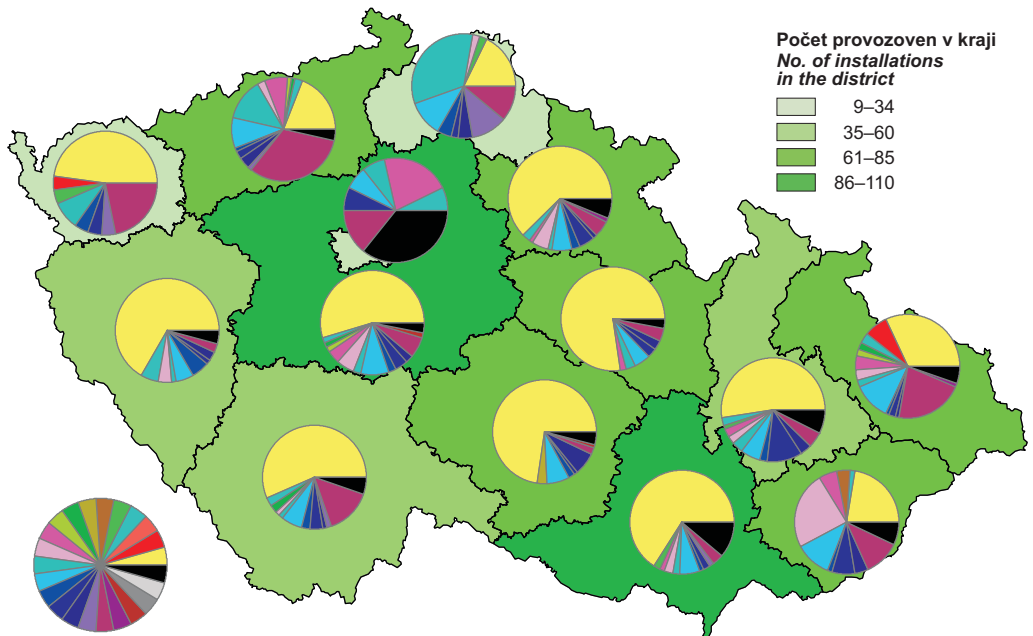 Počet provozoven v kraji
No. of installations
in the district
9–34
35–60
61–85
86–110